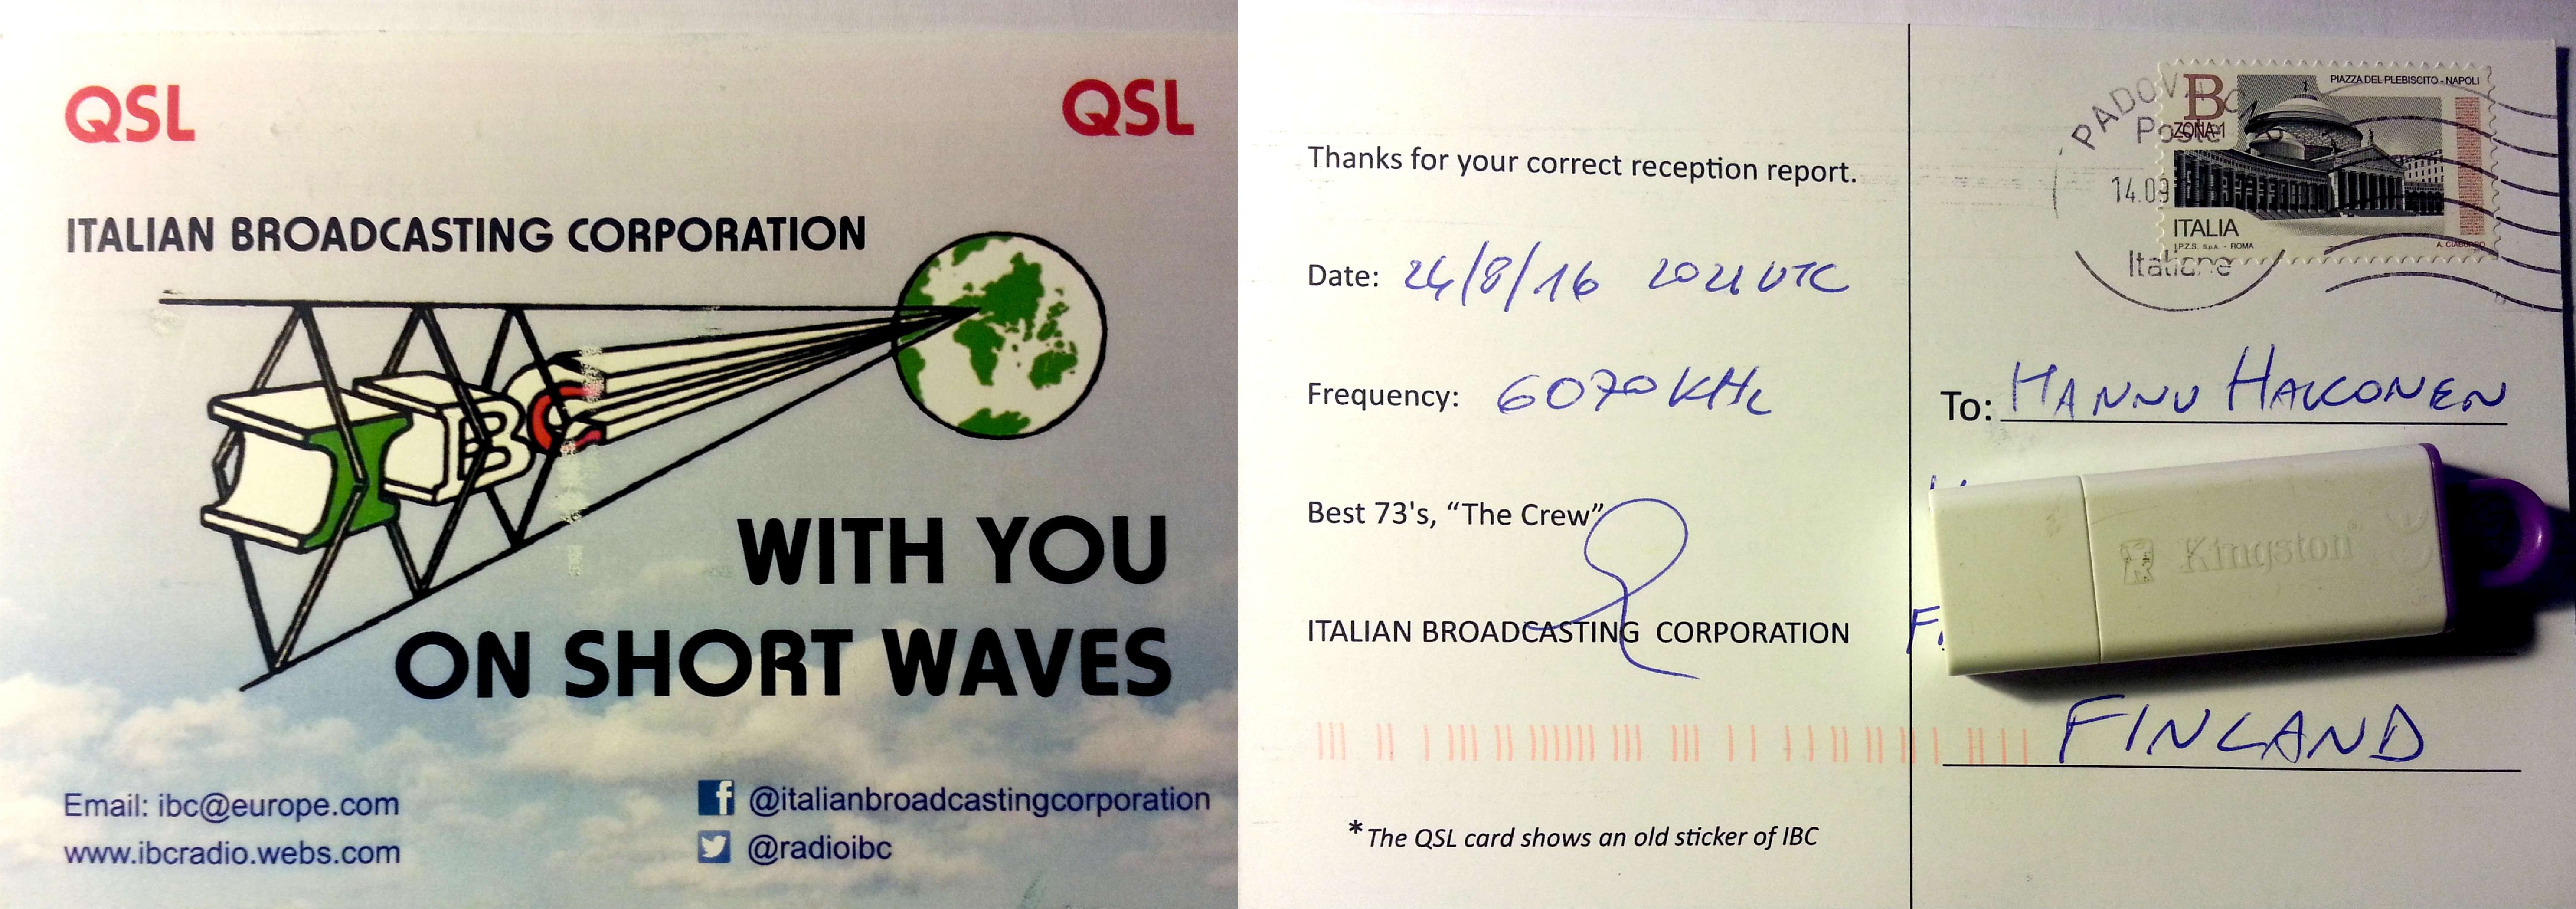 QSL QSL
ITALIAN BROADCASTING CORPORATION
IBC
WITH YOU
ON SHORT WAVES
Email: ibc@europe.com
www.ibcradio.webs.com
@italianbroadcastingcorporation
@radioibc
Thanks for your correct reception report.
Date: 24/8/16 2021 UTC
Frequency: 6070 KHz
Best 73's, “The Crew”
ITALIAN BROADCASTING CORPORATION
*The QSL card shows an old sticker of IBC
PADOVA CMP
Poste
14.09
Italiane
B
ZONA 1
PIAZZA DEL PLEBISCITO - NAPOLI
ITALIA
I.P.Z.S. S.p.A. - ROMA
To: HANNU HAKKONEN
Kingston
FINLAND